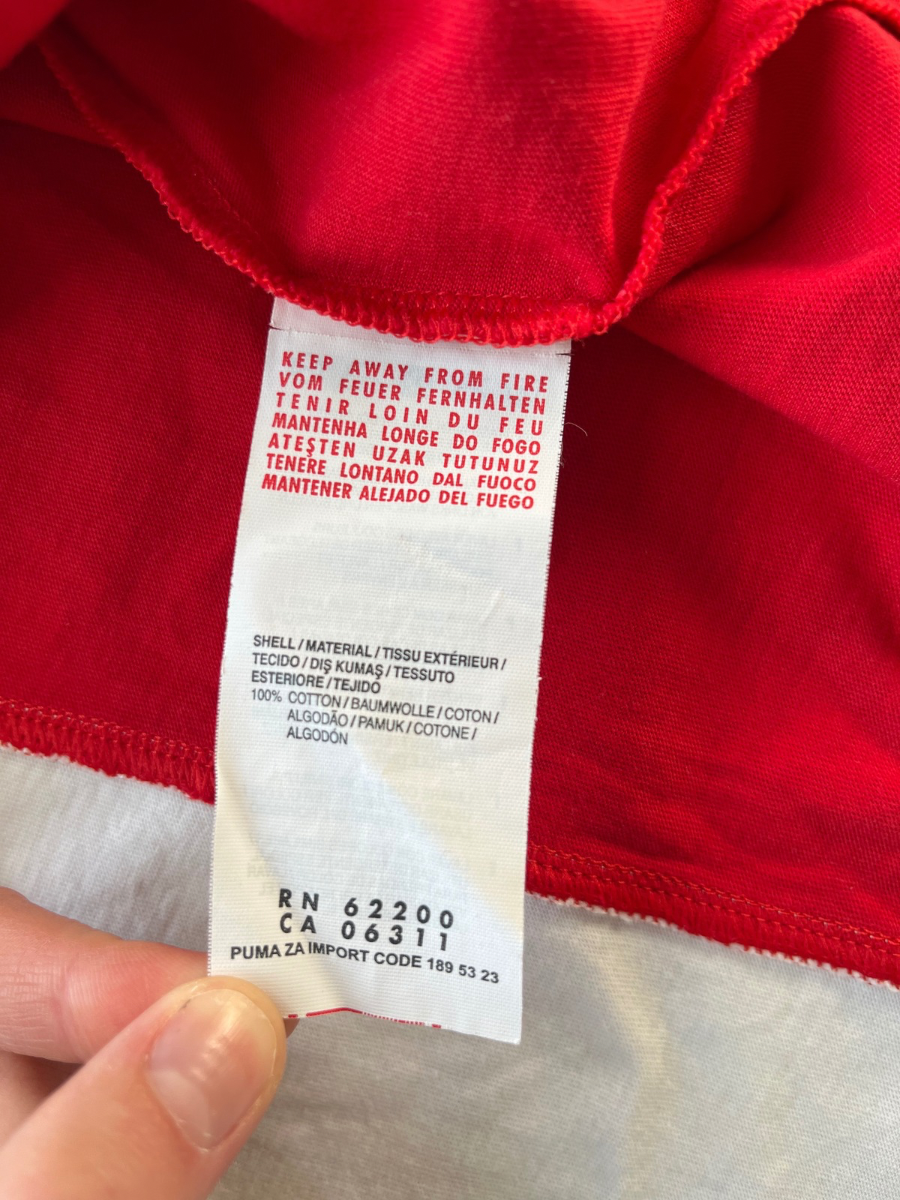 KEEP AWAY FROM FIRE
VOM FEUER FERNHALTEN
TENIR LOIN DU FEU
MANTENHA LONGE DO FOGO
ATEŞTEN UZAK TUTUNUZ
TENERE LONTANO DAL FUOCO
MANTENER ALEJADO DEL FUEGO
SHELL / MATERIAL / TISSU EXTÉRIEUR /
TECIDO / DIŞ KUMAŞ / TESSUTO
ESTERIORE / TEJIDO
100% COTTON / BAUMWOLLE / COTON /
ALGODÃO / PAMUK / COTONE /
ALGODÓN
RN 62200
CA 06311
PUMA ZA IMPORT CODE 189 53 23